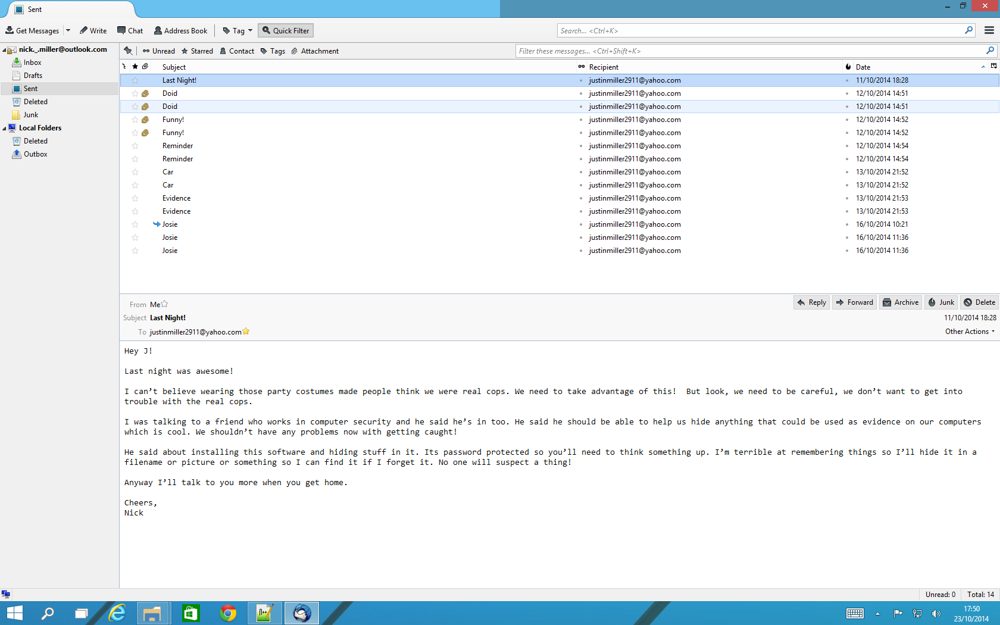 Sent
Get Messages Write Chat Address Book Tag Quick Filter Search... <Ctrl+K>
nick._.miller@outlook.com
Inbox
Drafts
Sent
Deleted
Junk
Local Folders
Deleted
Outbox
Unread Starred Contact Tags Attachment Filter these messages... <Ctrl+Shift+K>
Subject Recipient Date
Last Night! justinmiller2911@yahoo.com 11/10/2014 18:28
Doid justinmiller2911@yahoo.com 12/10/2014 14:51
Doid justinmiller2911@yahoo.com 12/10/2014 14:51
Funny! justinmiller2911@yahoo.com 12/10/2014 14:52
Funny! justinmiller2911@yahoo.com 12/10/2014 14:52
Reminder justinmiller2911@yahoo.com 12/10/2014 14:54
Reminder justinmiller2911@yahoo.com 12/10/2014 14:54
Car justinmiller2911@yahoo.com 13/10/2014 21:52
Car justinmiller2911@yahoo.com 13/10/2014 21:52
Evidence justinmiller2911@yahoo.com 13/10/2014 21:53
Evidence justinmiller2911@yahoo.com 13/10/2014 21:53
Josie justinmiller2911@yahoo.com 16/10/2014 10:21
Josie justinmiller2911@yahoo.com 16/10/2014 11:36
Josie justinmiller2911@yahoo.com 16/10/2014 11:36
From Me Reply Forward Archive Junk Delete
Subject Last Night! 11/10/2014 18:28
To justinmiller2911@yahoo.com Other Actions
Hey J!
Last night was awesome!
I can’t believe wearing those party costumes made people think we were real cops. We need to take advantage of this!  But look, we need to be careful, we don’t want to get into
trouble with the real cops.
I was talking to a friend who works in computer security and he said he’s in too. He said he should be able to help us hide anything that could be used as evidence on our computers
which is cool. We shouldn’t have any problems now with getting caught!
He said about installing this software and hiding stuff in it. Its password protected so you’ll need to think something up. I’m terrible at remembering things so I’ll hide it in a
filename or picture or something so I can find it if I forget it. No one will suspect a thing!
Anyway I’ll talk to you more when you get home.
Cheers,
Nick
Unread: 0 Total: 14
17:50
23/10/2014